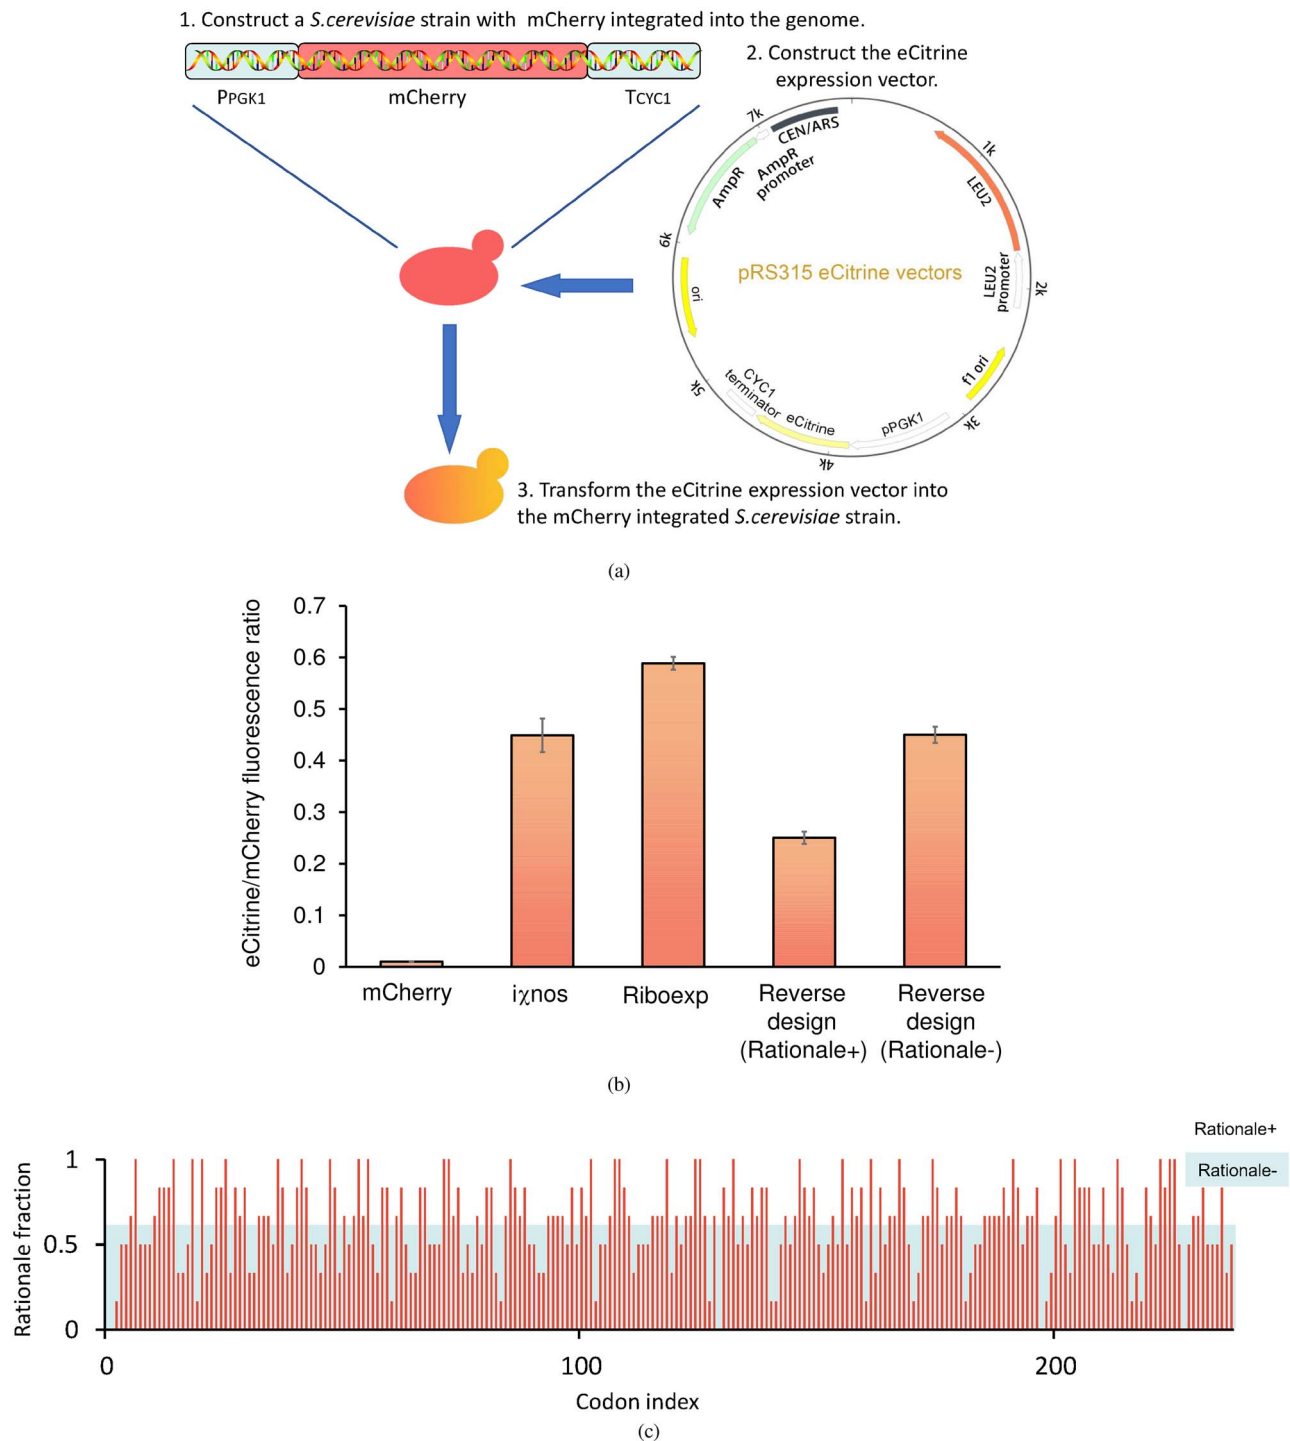 1. Construct a S.cerevisiae strain with mCherry integrated into the genome.
PPGK1
mCherry
TCYC1
2. Construct the eCitrine
expression vector.
7k
CEN/ARS
AmpR
promoter
AmpR
1k
LEU2
6k
ori
pRS315 eCitrine vectors
LEU2
promoter
2k
f1 ori
5k
CYC1
terminator
eCitrine
pPGK1
3k
4k
3. Transform the eCitrine expression vector into
the mCherry integrated S.cerevisiae strain.
(a)
eCitrine/mCherry fluorescence ratio
0.7
0.6
0.5
0.4
0.3
0.2
0.1
0
mCherry
iχnos
Riboexp
Reverse
design
(Rationale+)
Reverse
design
(Rationale-)
(b)
Rationale+
Rationale-
Rationale fraction
1
0.5
0
0
100
200
Codon index
(c)